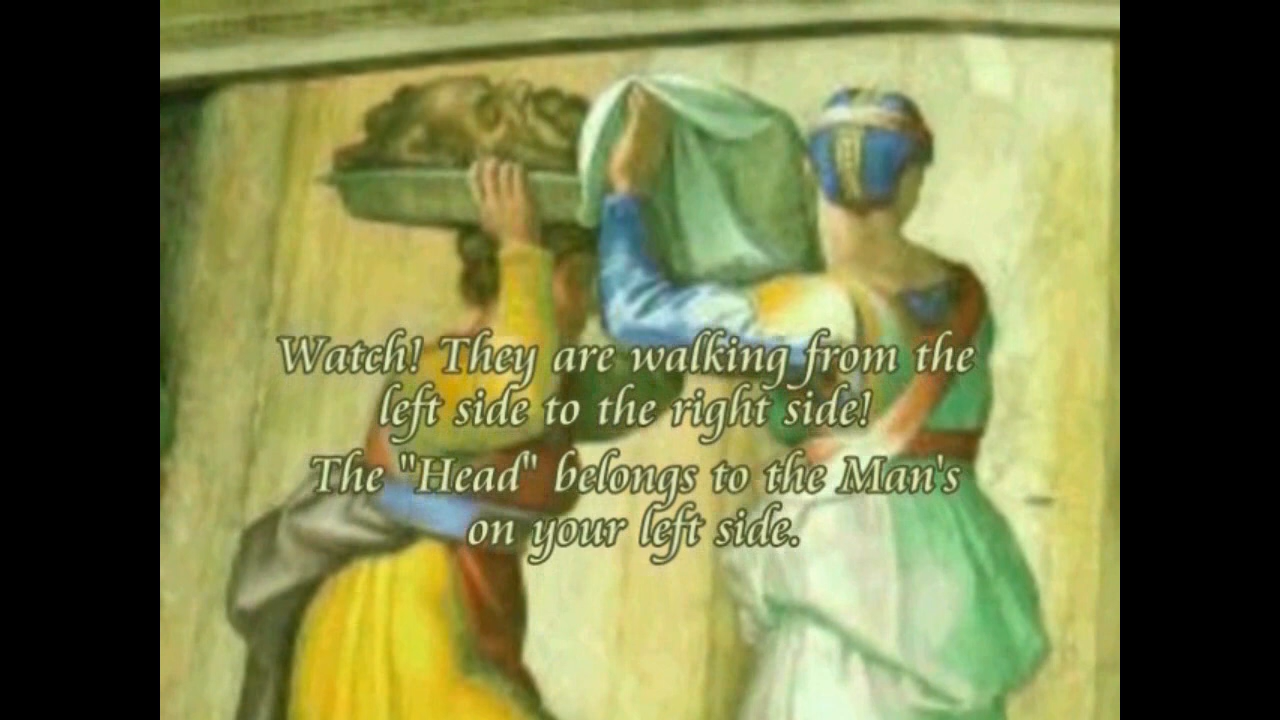 Watch! They are walking from the
left side to the right side!
The "Head" belongs to the Man's
on your left side.